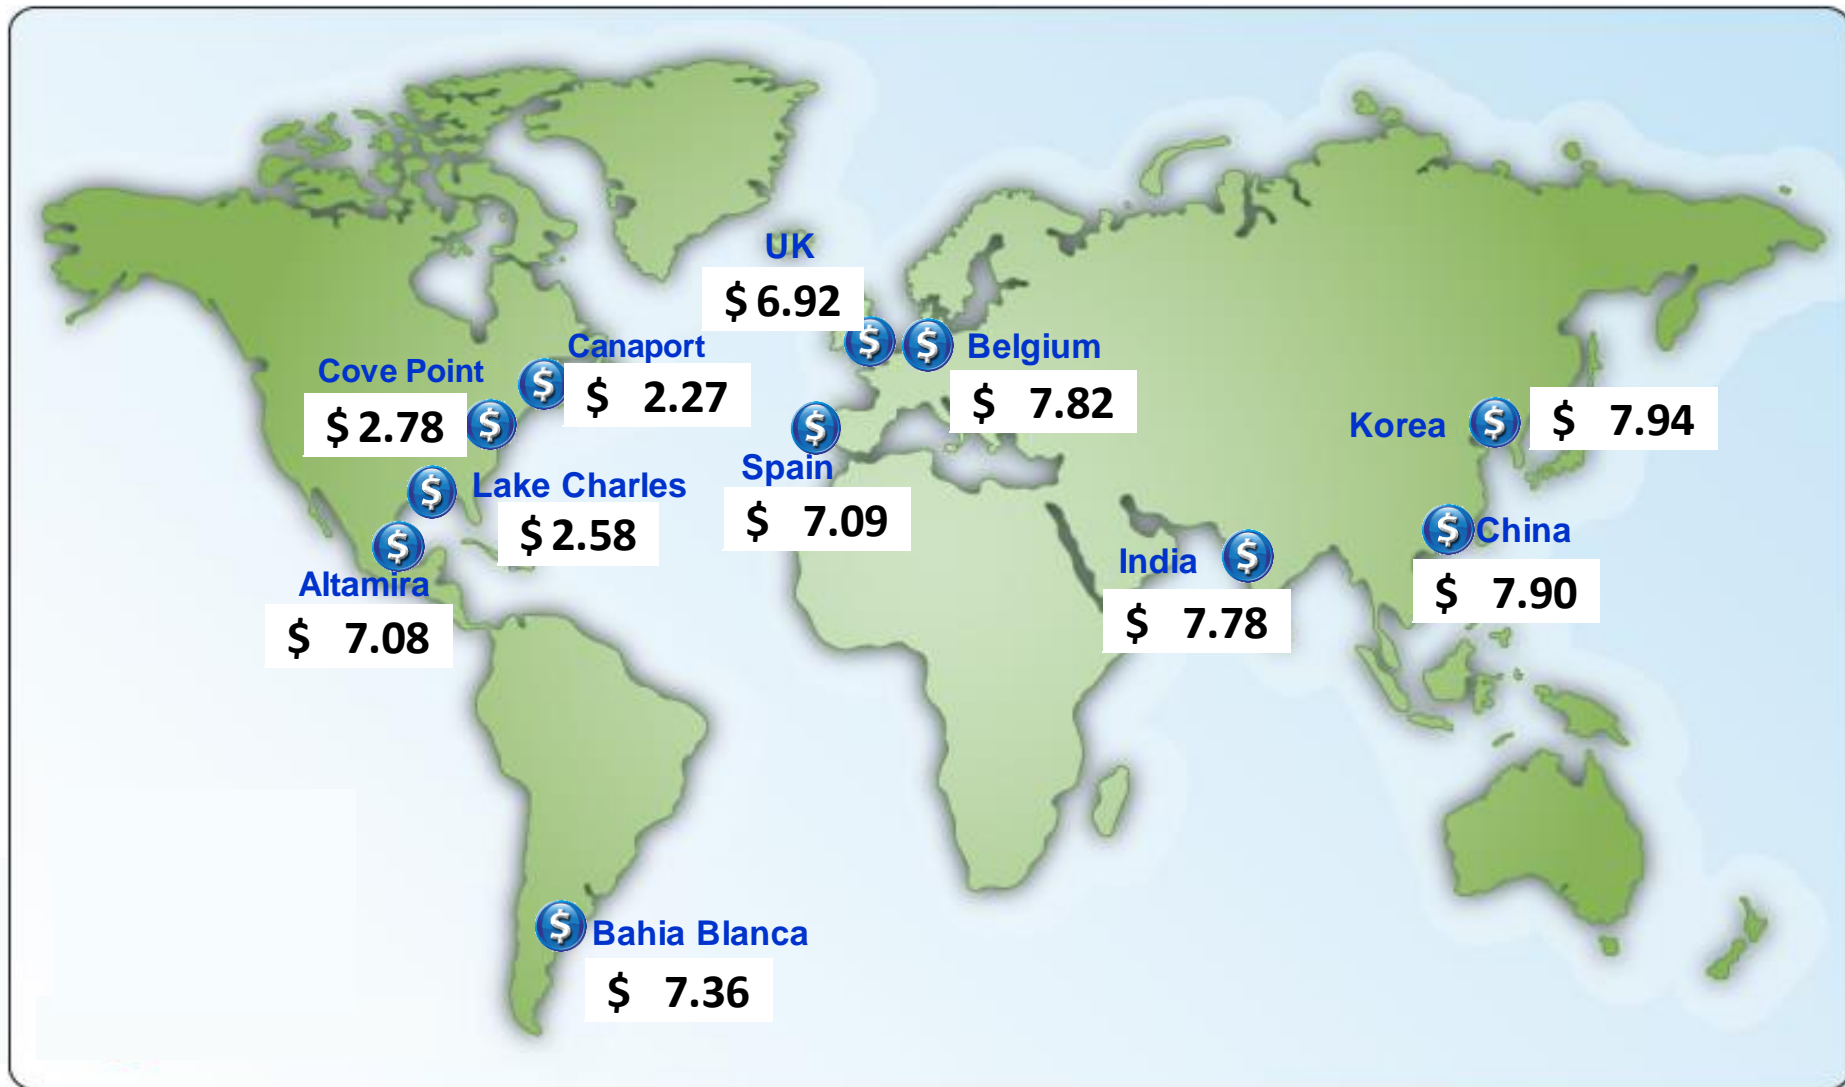 UK
$ 6.92
Canaport
$ 2.27
Cove Point
$ 2.78
Belgium
$ 7.82
Korea
$ 7.94
Spain
$ 7.09
Lake Charles
$ 2.58
China
$ 7.90
India
$ 7.78
Altamira
$ 7.08
Bahia Blanca
$ 7.36